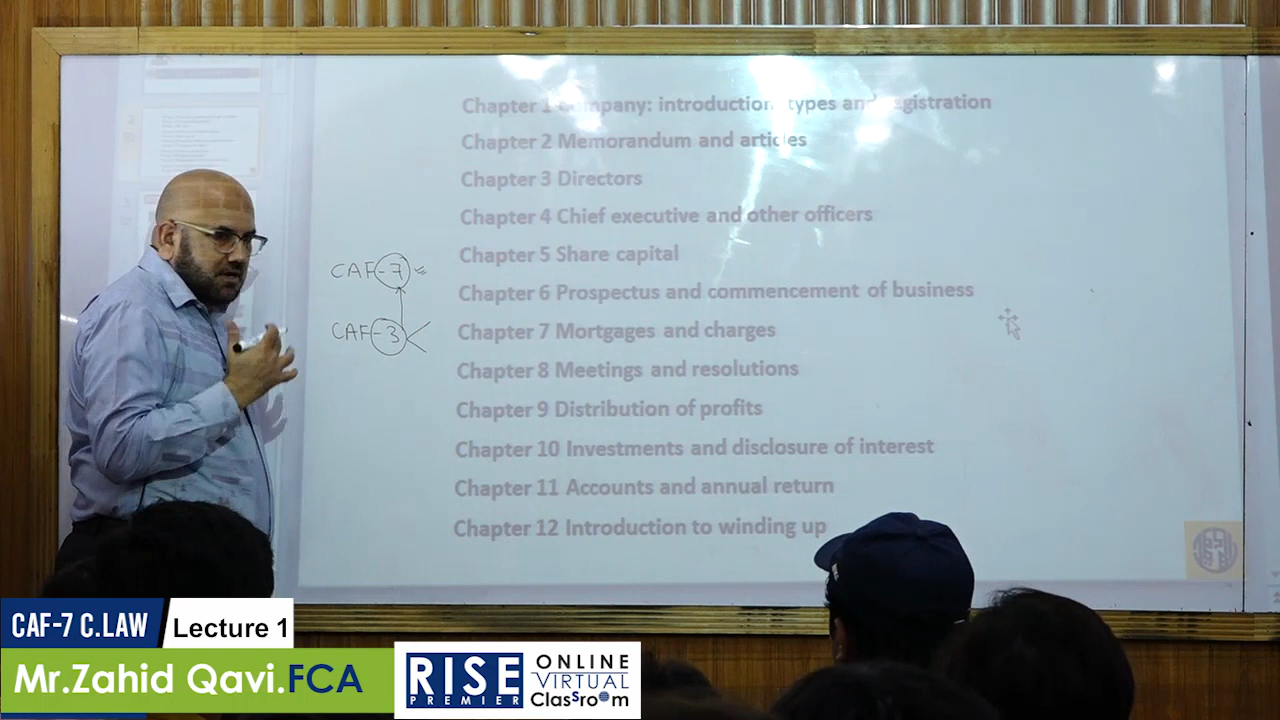 Chapter 1 Company: introduction, types and registration
Chapter 2 Memorandum and articles
Chapter 3 Directors
Chapter 4 Chief executive and other officers
Chapter 5 Share capital
Chapter 6 Prospectus and commencement of business
Chapter 7 Mortgages and charges
Chapter 8 Meetings and resolutions
Chapter 9 Distribution of profits
Chapter 10 Investments and disclosure of interest
Chapter 11 Accounts and annual return
Chapter 12 Introduction to winding up
CAF-7
CAF-3
CAF-7 C.LAW
Lecture 1
Mr.Zahid Qavi.FCA
RISE
PREMIER
ONLINE
VIRTUAL
Classroom